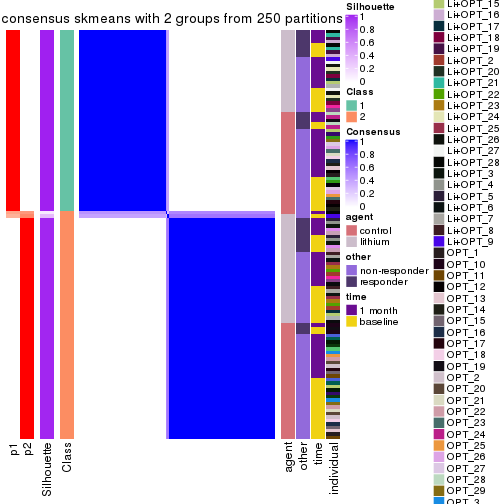 consensus skmeans with 2 groups from 250 partitions
p1
p2
Silhouette
Class
agent
other
time
individual
Silhouette
1
0.8
0.6
0.4
0.2
0
Class
1
2
Consensus
1
0.8
0.6
0.4
0.2
0
agent
control
lithium
other
non-responder
responder
time
1 month
baseline
Li+OPT_15
Li+OPT_16
Li+OPT_17
Li+OPT_18
Li+OPT_19
Li+OPT_2
Li+OPT_20
Li+OPT_21
Li+OPT_22
Li+OPT_23
Li+OPT_24
Li+OPT_25
Li+OPT_26
Li+OPT_27
Li+OPT_28
Li+OPT_3
Li+OPT_4
Li+OPT_5
Li+OPT_6
Li+OPT_7
Li+OPT_8
Li+OPT_9
OPT_1
OPT_10
OPT_11
OPT_12
OPT_13
OPT_14
OPT_15
OPT_16
OPT_17
OPT_18
OPT_19
OPT_2
OPT_20
OPT_21
OPT_22
OPT_23
OPT_24
OPT_25
OPT_26
OPT_27
OPT_28
OPT_29
OPT_3